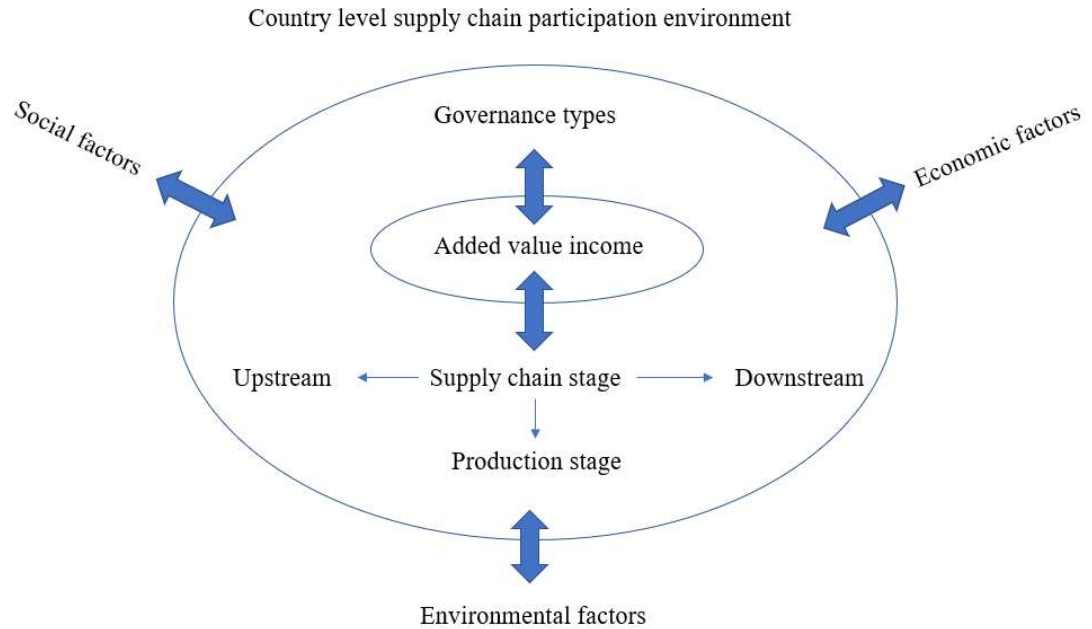 Country level supply chain participation environment
Social factors
Economic factors
Governance types
Added value income
Upstream
Supply chain stage
Downstream
Production stage
Environmental factors